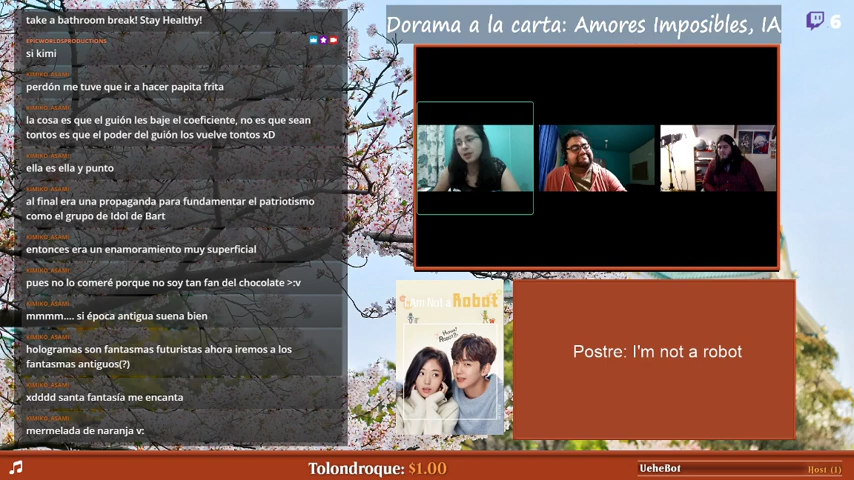 take a bathroom break! Stay Healthy!
EPICWORLDSPRODUCTIONS
si kimi
KIMIKO_ASAMI
perdón me tuve que ir a hacer papita frita
KIMIKO_ASAMI
la cosa es que el guión les baje el coeficiente, no es que sean
tontos es que el poder del guión los vuelve tontos xD
KIMIKO_ASAMI
ella es ella y punto
KIMIKO_ASAMI
al final era una propaganda para fundamentar el patriotismo
como el grupo de Idol de Bart
KIMIKO_ASAMI
entonces era un enamoramiento muy superficial
KIMIKO_ASAMI
pues no lo comeré porque no soy tan fan del chocolate >:v
KIMIKO_ASAMI
mmmm.... si época antigua suena bien
KIMIKO_ASAMI
hologramas son fantasmas futuristas ahora iremos a los
fantasmas antiguos(?)
KIMIKO_ASAMI
xdddd santa fantasía me encanta
KIMIKO_ASAMI
mermelada de naranja v:
Dorama a la carta: Amores Imposibles, IA
6
I Am Not a Robot
Postre: I'm not a robot
Tolondroque: $1.00
UeheBot
Host (1)